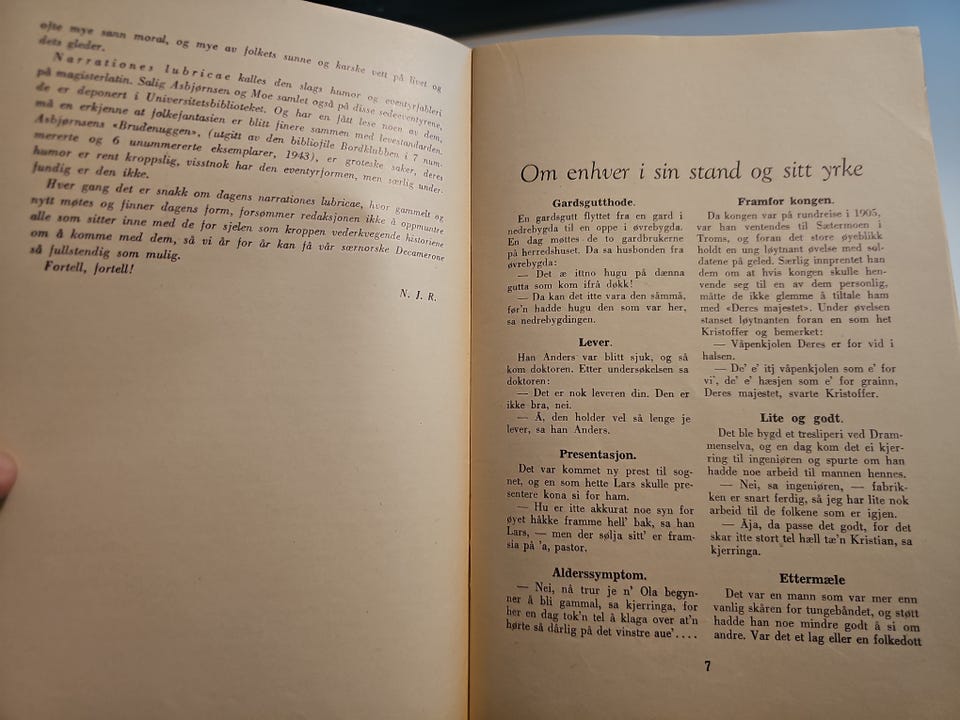 ofte mye sann moral, og mye av folkets sunne og karske vett på livet og
dets gleder.
Narrationes lubricae kalles den slags humor og eventyrfableri
på magisterlatin. Salig Asbjørnsen og Moe samlet også på disse sedeeventyrene,
de er deponert i Universitetsbiblioteket. Og har en fått lese noen av dem,
må en erkjenne at folkefantasien er blitt finere sammen med levestandarden.
Asbjørnsens «Brudenuggen», (utgitt av den bibliofile Bordklubben i 7 num-
mererte og 6 unummererte eksemplarer, 1943), er groteske saker, deres
humor er rent kroppslig, visstnok har den eventyrformen, men særlig under-
fundig er den ikke.
Hver gang det er snakk om dagens narrationes lubricae, hvor gammelt og
nytt møtes og finner dagens form, forsømmer redaksjonen ikke å oppmuntre
alle som sitter inne med de for sjelen som kroppen vederkvegende historiene
om å komme med dem, så vi år for år kan få vår særnorske Decamerone
så fullstendig som mulig.
Fortell, fortell!
N. J. R.
Om enhver i sin stand og sitt yrke
Gardsgutthode.
En gardsgutt flyttet fra en gard i
nedrebygda til en oppe i øvrebygda.
En dag møttes de to gardbrukerne
på herredshuset. Da sa husbonden fra
øvrebygda:
— Det æ ittno hugu på dænna
gutta som kom ifrå døkk!
— Da kan det itte vara den sämmå,
før'n hadde hugu den som var her,
sa nedrebygdingen.
Lever.
Han Anders var blitt sjuk, og så
kom doktoren. Etter undersøkelsen sa
doktoren:
— Det er nok leveren din. Den er
ikke bra, nei.
— Å, den holder vel så lenge je
lever, sa han Anders.
Presentasjon.
Det var kommet ny prest til sog-
net, og en som hette Lars skulle pre-
sentere kona si for ham.
— Hu er itte akkurat noe syn for
øyet håkke framme hell' bak, sa han
Lars, — men der sølja sitt' er fram-
sia på 'a, pastor.
Alderssymptom.
— Nei, nå trur je n' Ola begyn-
ner å bli gammal, sa kjerringa, for
her en dag tok'n tel å klaga over at'n
hørte så dårlig på det vinstre aue'....
Framfor kongen.
Da kongen var på rundreise i 1905,
var han ventendes til Sætermoen i
Troms, og foran det store øyeblikk
holdt en ung løytnant øvelse med sol-
datene på geled. Særlig innprentet han
dem om at hvis kongen skulle hen-
vende seg til en av dem personlig,
måtte de ikke glemme å tiltale ham
med «Deres majestet». Under øvelsen
stanset løytnanten foran en som het
Kristoffer og bemerket:
— Våpenkjolen Deres er for vid i
halsen.
— De' e' itj våpenkjolen som e' for
vi', de' e' hæsjen som e' for grainn,
Deres majestet, svarte Kristoffer.
Lite og godt.
Det ble bygd et tresliperi ved Dram-
menselva, og en dag kom det ei kjer-
ring til ingeniøren og spurte om han
hadde noe arbeid til mannen hennes.
— Nei, sa ingeniøren, — fabrik-
ken er snart ferdig, så jeg har lite nok
arbeid til de folkene som er igjen.
— Åja, da passe det godt, for det
skar itte stort tel hæll tæ'n Kristian, sa
kjerringa.
Ettermæle
Det var en mann som var mer enn
vanlig skåren for tungebåndet, og støtt
hadde han noe mindre godt å si om
andre. Var det et lag eller en folkedott
7